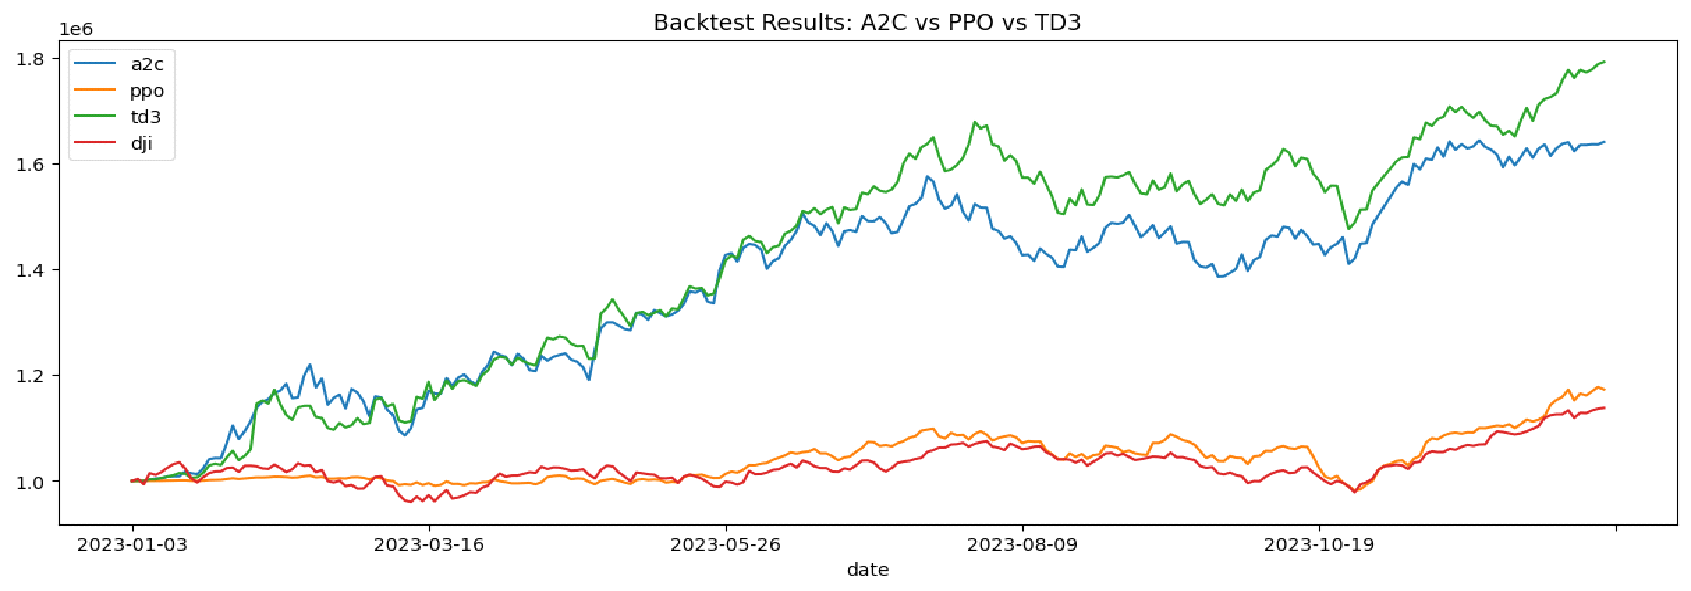 Backtest Results: A2C vs PPO vs TD3
1e6
1.8
1.6
1.4
1.2
1.0
a2c
ppo
td3
dji
2023-01-03
2023-03-16
2023-05-26
2023-08-09
2023-10-19
date